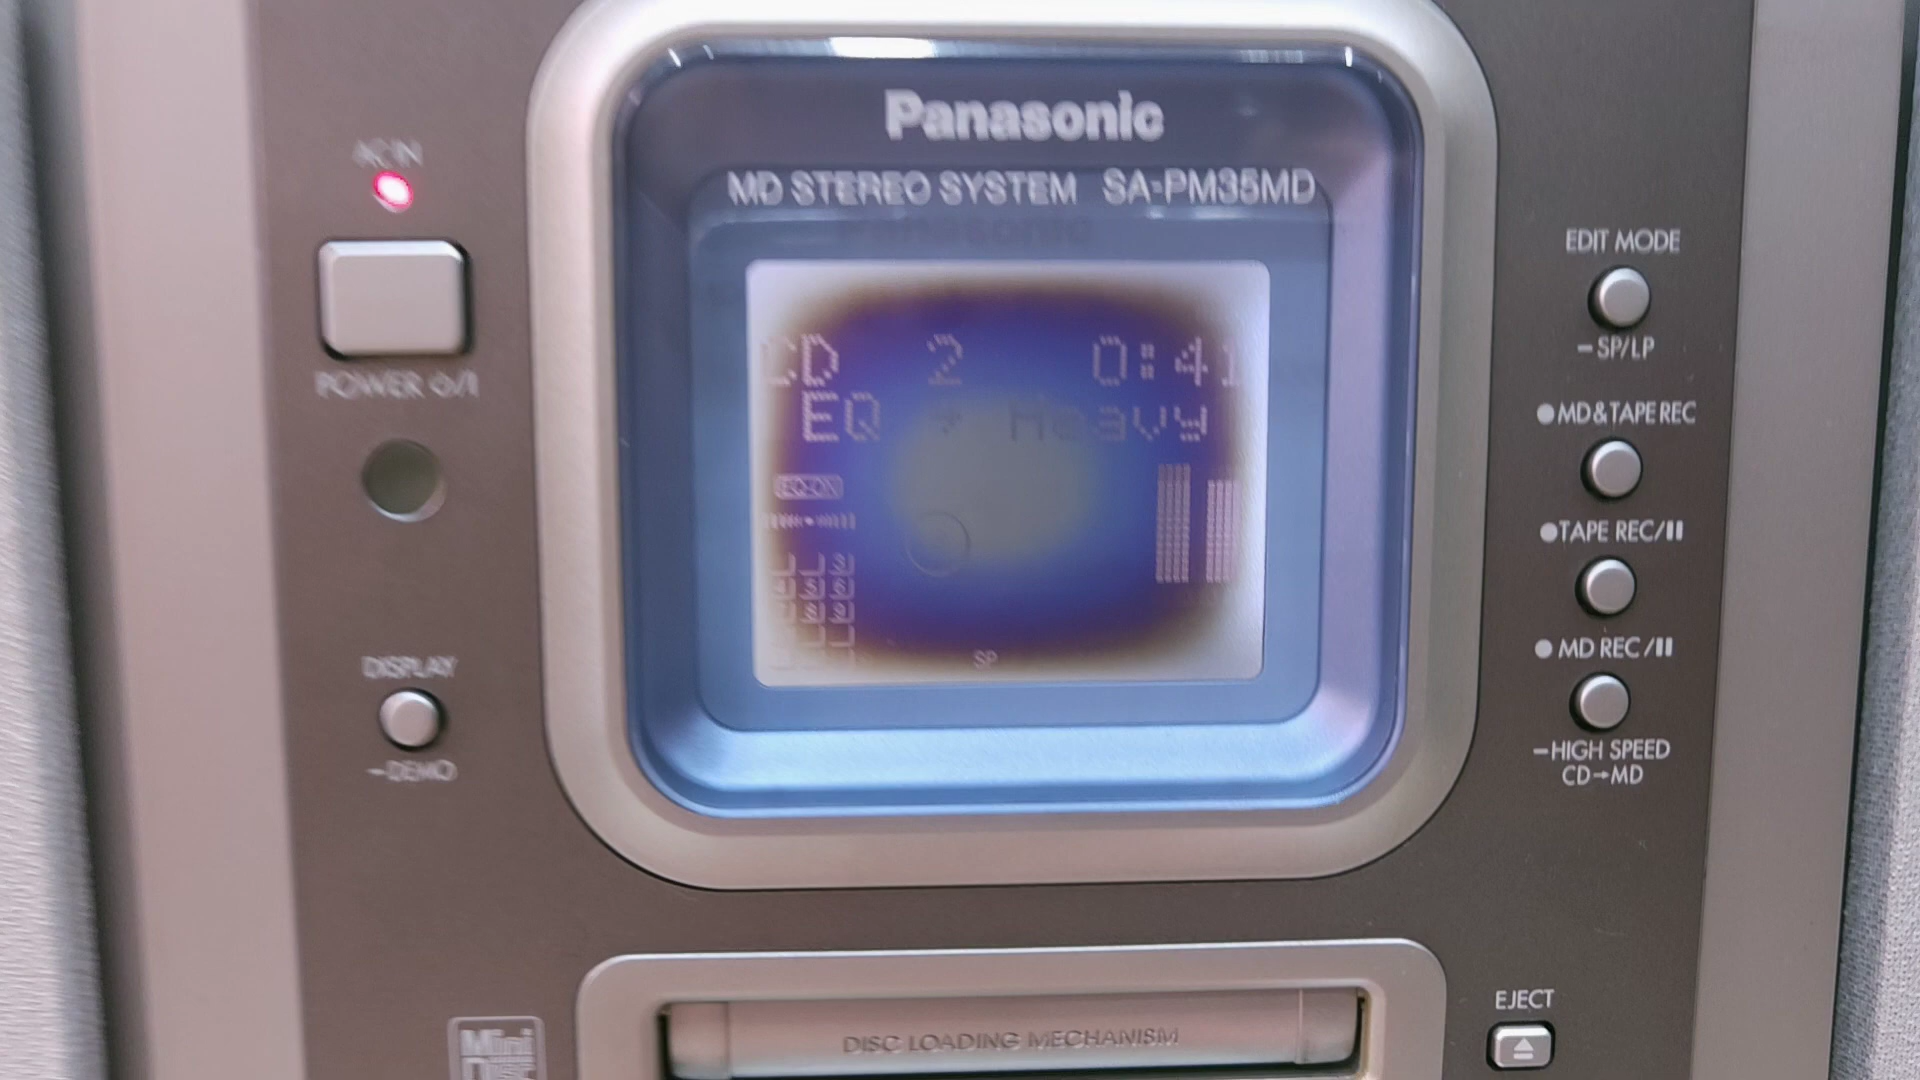 Panasonic
MD STEREO SYSTEM SA-PM35MD
AC IN
POWER ⏻/I
DISPLAY
–DEMO
CD 2 0:41
EQ Heavy
EQ-ON
SP
EDIT MODE
–SP/LP
●MD&TAPE REC
●TAPE REC/II
●MD REC/II
–HIGH SPEED
CD→MD
EJECT
DISC LOADING MECHANISM
Mini